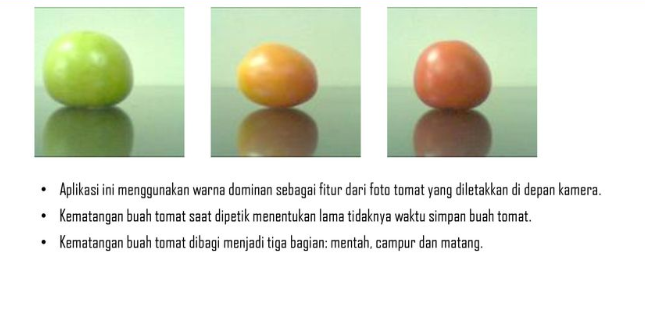 • Aplikasi ini menggunakan warna dominan sebagai fitur dari foto tomat yang diletakkan di depan kamera.
• Kematangan buah tomat saat dipetik menentukan lama tidaknya waktu simpan buah tomat.
• Kematangan buah tomat dibagi menjadi tiga bagian: mentah, campur dan matang.